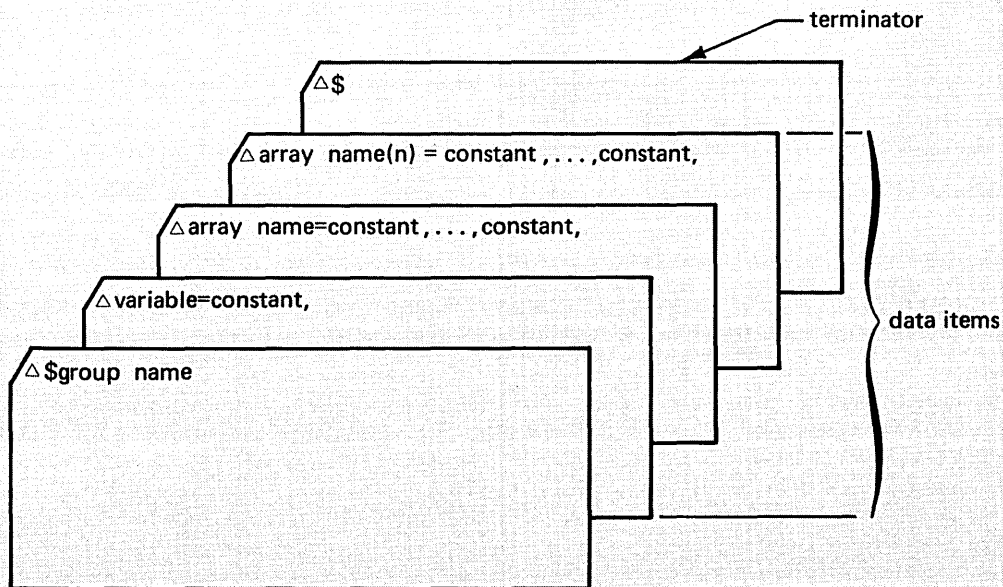 terminator
△$
△ array name(n) = constant,...,constant,
△ array name=constant,...,constant,
△ variable=constant,
data items
△ $group name